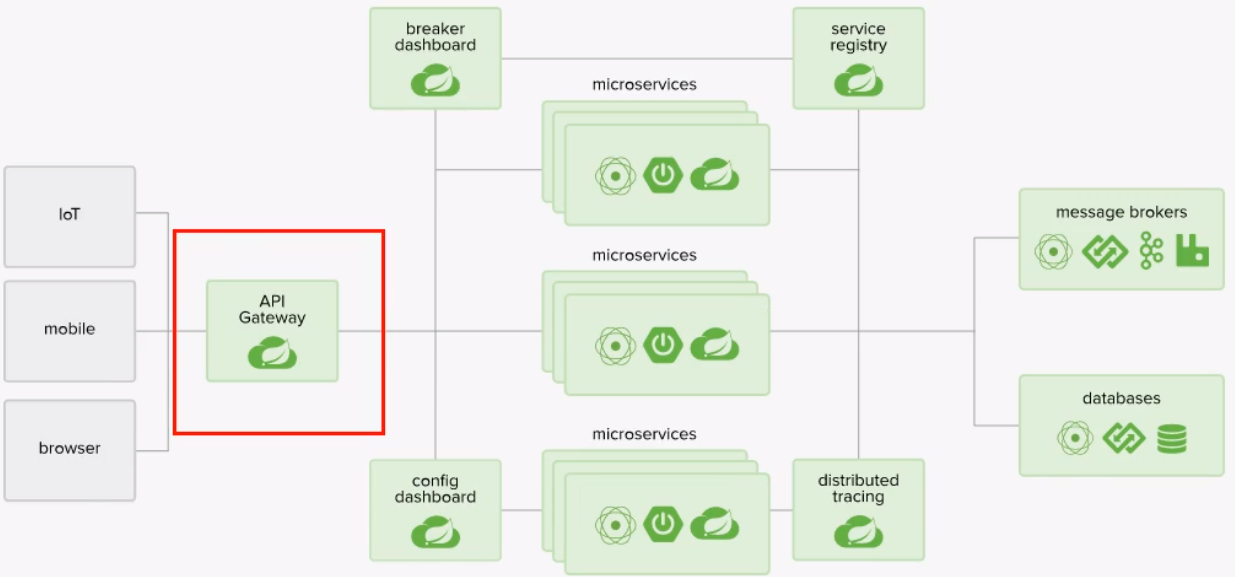 breaker
dashboard
service
registry
microservices
IoT
mobile
browser
API
Gateway
microservices
message brokers
databases
microservices
config
dashboard
distributed
tracing